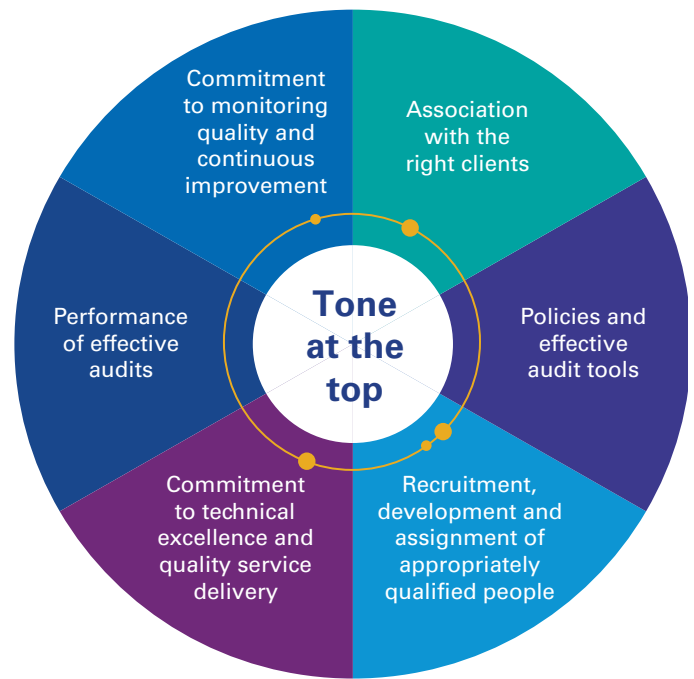 Commitment
to monitoring
quality and
continuous
improvement
Association
with the
right clients
Policies and
effective
audit tools
Recruitment,
development and
assignment of
appropriately
qualified people
Commitment
to technical
excellence and
quality service
delivery
Performance
of effective
audits
Tone
at the
top